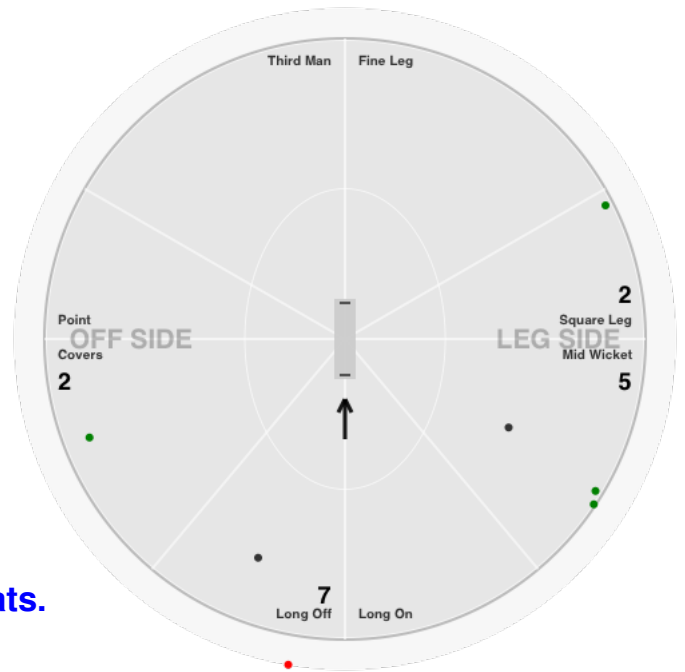 Third Man
Fine Leg
2
Point
Square Leg
OFF SIDE
LEG SIDE
Covers
Mid Wicket
2
5
ats.
7
Long Off
Long On